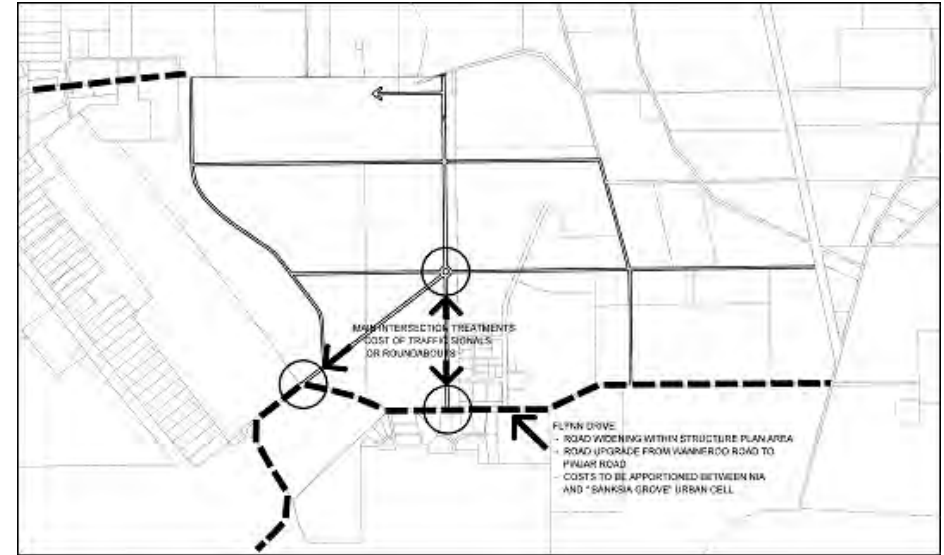 MAIN INTERSECTION TREATMENTS
COST OF TRAFFIC SIGNALS
OR ROUNDABOUTS
FLYNN DRIVE
- ROAD WIDENING WITHIN STRUCTURE PLAN AREA
- ROAD UPGRADE FROM WANNEROO ROAD TO
PINJAR ROAD
- COSTS TO BE APPORTIONED BETWEEN NIA
AND "BANKSIA GROVE" URBAN CELL